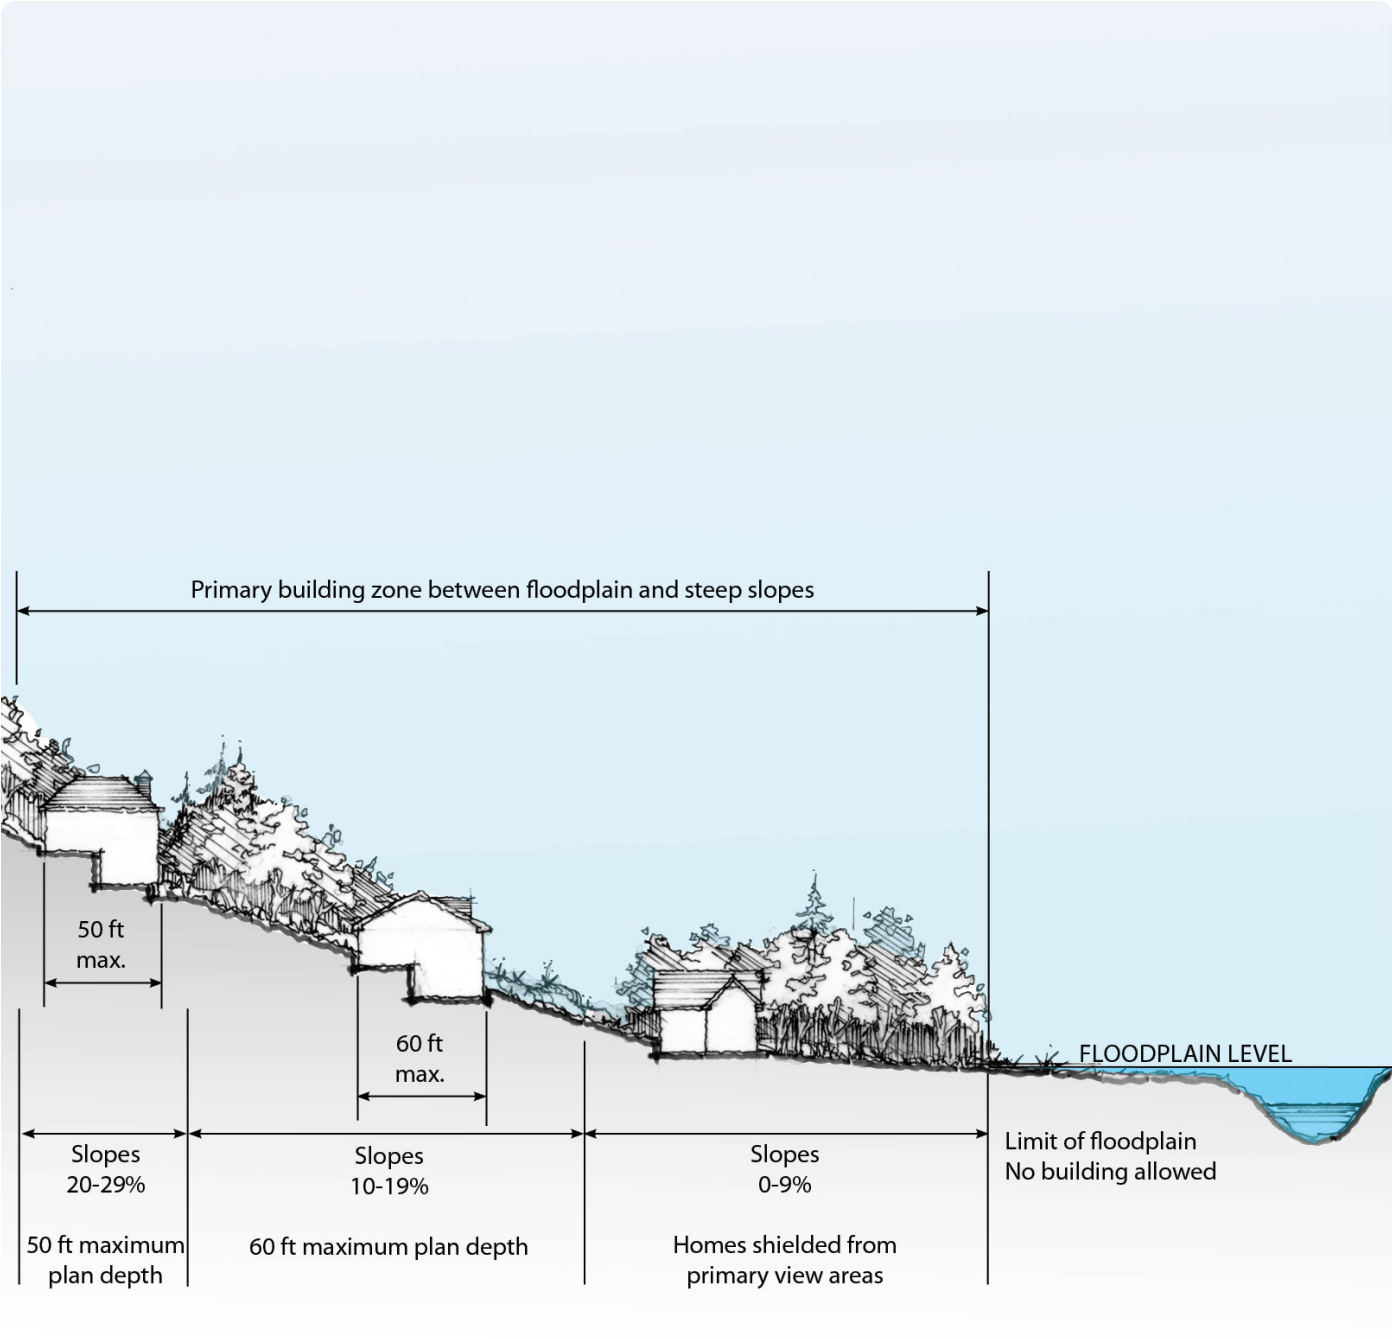 Primary building zone between floodplain and steep slopes
50 ft
max.
60 ft
max.
FLOODPLAIN LEVEL
Slopes
20-29%
Slopes
10-19%
Slopes
0-9%
Limit of floodplain
No building allowed
50 ft maximum
plan depth
60 ft maximum plan depth
Homes shielded from
primary view areas